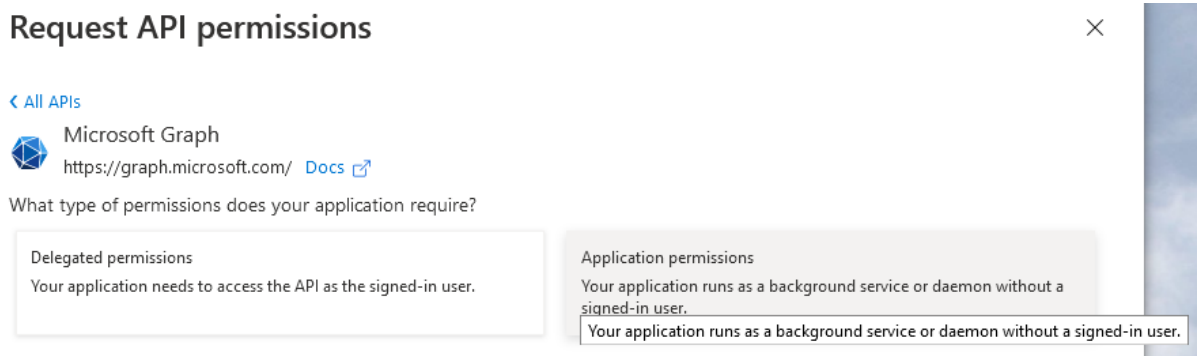 Request API permissions
All APIs
Microsoft Graph
https://graph.microsoft.com/ Docs
What type of permissions does your application require?
Delegated permissions
Your application needs to access the API as the signed-in user.
Application permissions
Your application runs as a background service or daemon without a
signed-in user.
Your application runs as a background service or daemon without a signed-in user.